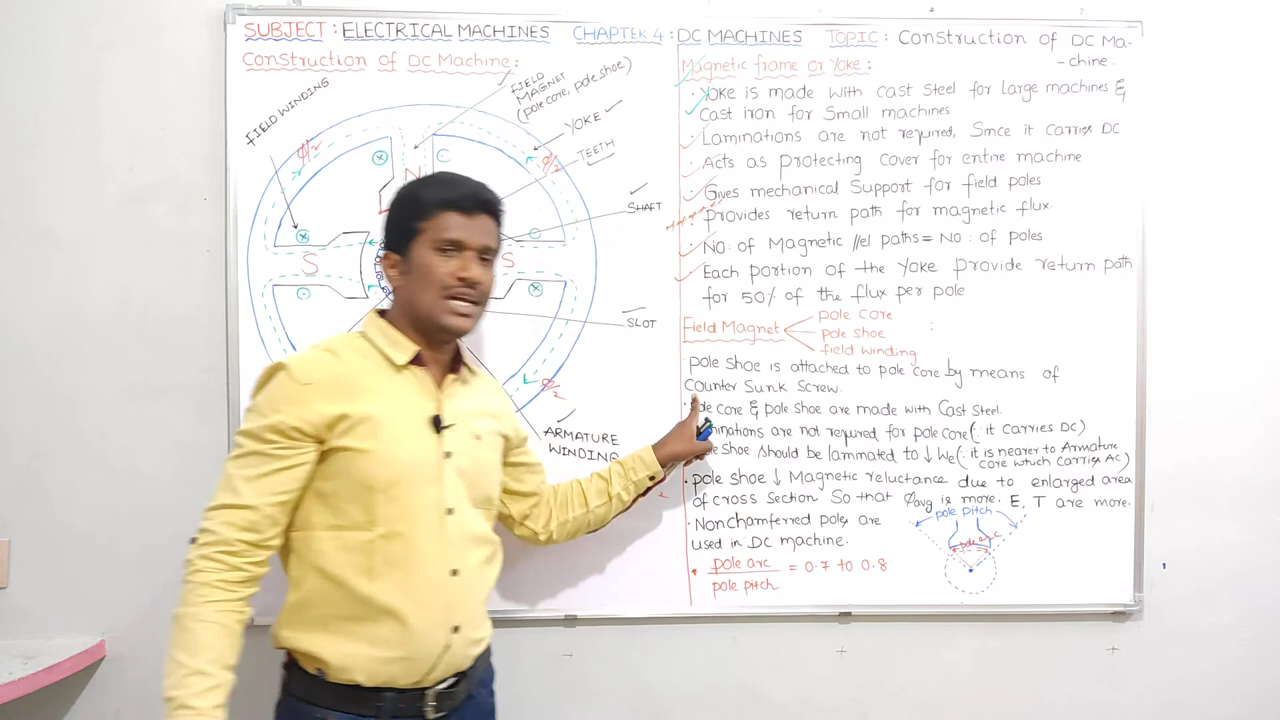 SUBJECT : ELECTRICAL MACHINES CHAPTER 4 : DC MACHINES TOPIC : Construction of DC Ma-
-chine.
Construction of DC Machine :
FIELD WINDING
FIELD
MAGNET
(pole core, pole shoe)
YOKE
TEETH
SHAFT
SLOT
ARMATURE
WINDING
Φ/2
Φ/2
Φ/2
2
N
S
S
Magnetic frame or Yoke :
· Yoke is made with cast Steel for large machines &
Cast iron for Small machines
Laminations are not required, Since it Carries DC
· Acts as protecting cover for entire machine
· Gives mechanical Support for field poles
· Provides return path for magnetic flux.
· No: of Magnetic //el paths = No: of poles
· Each portion of the Yoke Provide return path
for 50% of the flux per pole
Field Magnet
pole core
pole shoe
field winding
· pole Shoe is attached to pole core by means of
Counter Sunk Screw.
· core & pole Shoe are made with Cast Steel.
are not required for pole core (∵ it Carries DC)
Shoe should be laminated to ↓ We (∵ it is nearer to Armature
core which carries AC)
· pole shoe ↓ Magnetic reluctance due to enlarged area
of cross Section So that Φavg is more. E, T are more.
· Nonchamferred poles are
used in DC machine.
· pole arc
pole pitch
= 0.7 to 0.8
pole pitch
pole arc